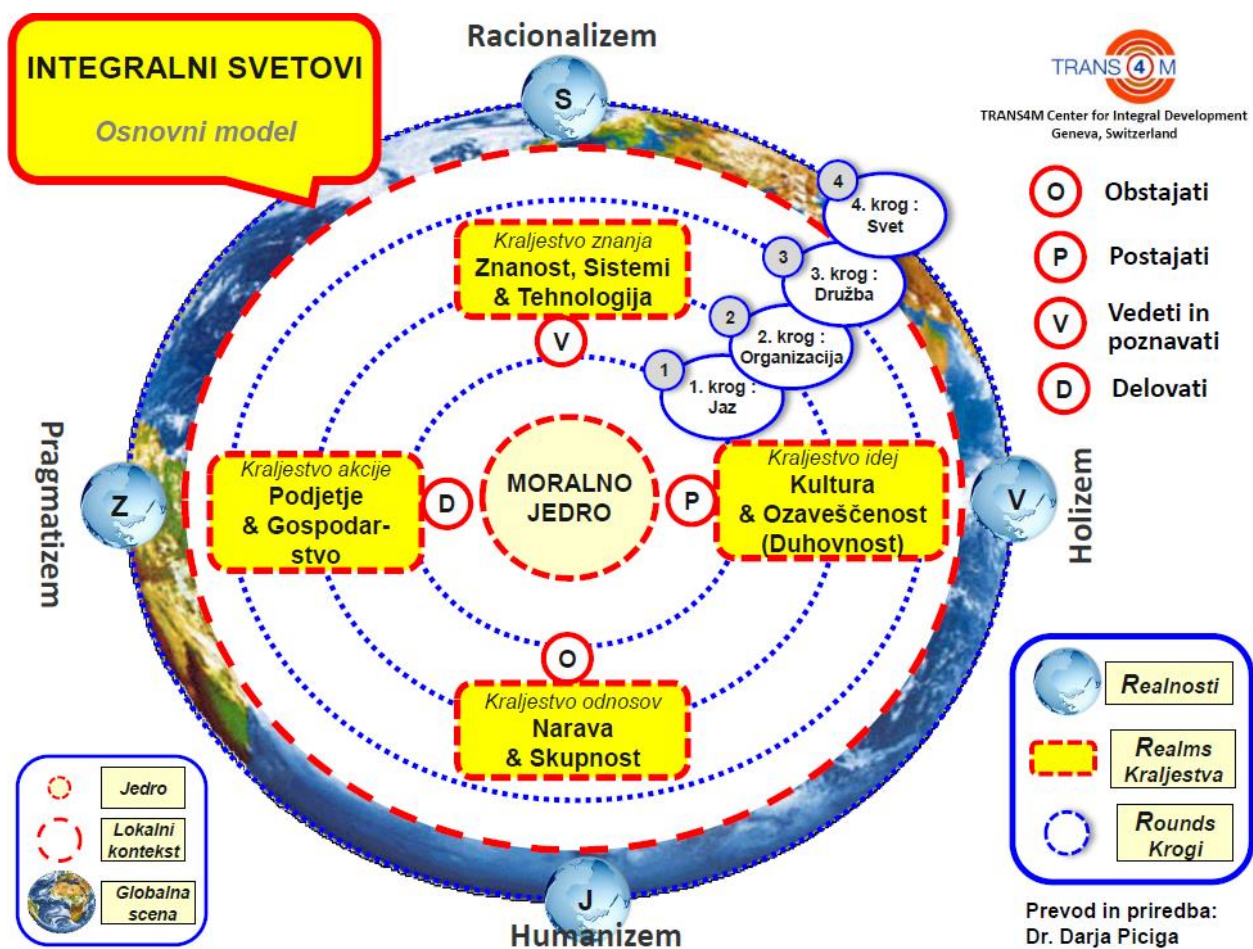 INTEGRALNI SVETOVI
Osnovni model
Racionalizem
S
TRANS 4 M
TRANS4M Center for Integral Development
Geneva, Switzerland
O
Obstajati
P
Postajati
V
Vedeti in
poznavati
D
Delovati
4
4. krog :
Svet
3
3. krog :
Družba
2
2. krog :
Organizacija
1
1. krog :
Jaz
Kraljestvo znanja
Znanost, Sistemi
& Tehnologija
V
Pragmatizem
Z
Kraljestvo akcije
Podjetje
& Gospodar-
stvo
D
MORALNO
JEDRO
P
Kraljestvo idej
Kultura
& Ozaveščenost
(Duhovnost)
V
Holizem
O
Kraljestvo odnosov
Narava
& Skupnost
J
Humanizem
Jedro
Lokalni
kontekst
Globalna
scena
Realnosti
Realms
Kraljestva
Rounds
Krogi
Prevod in priredba:
Dr. Darja Piciga